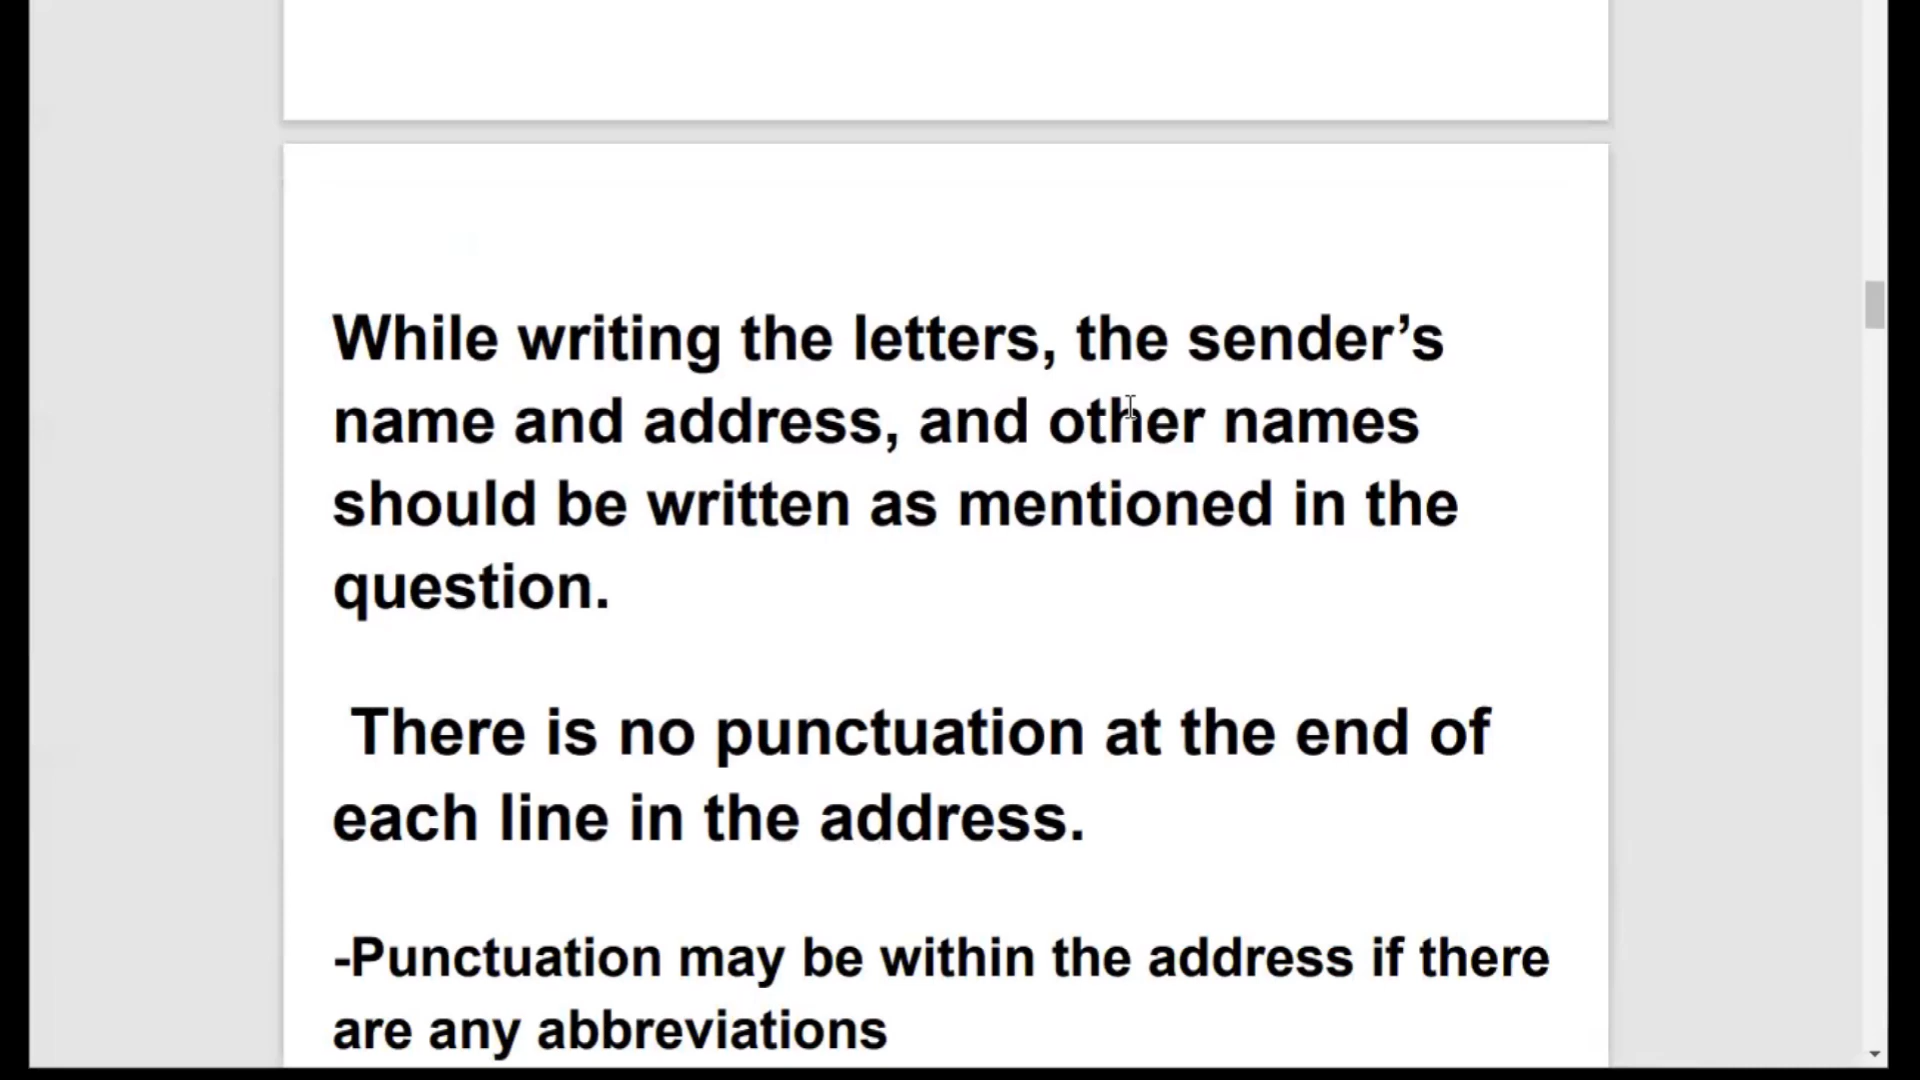 While writing the letters, the sender’s
name and address, and other names
should be written as mentioned in the
question.
There is no punctuation at the end of
each line in the address.
-Punctuation may be within the address if there
are any abbreviations